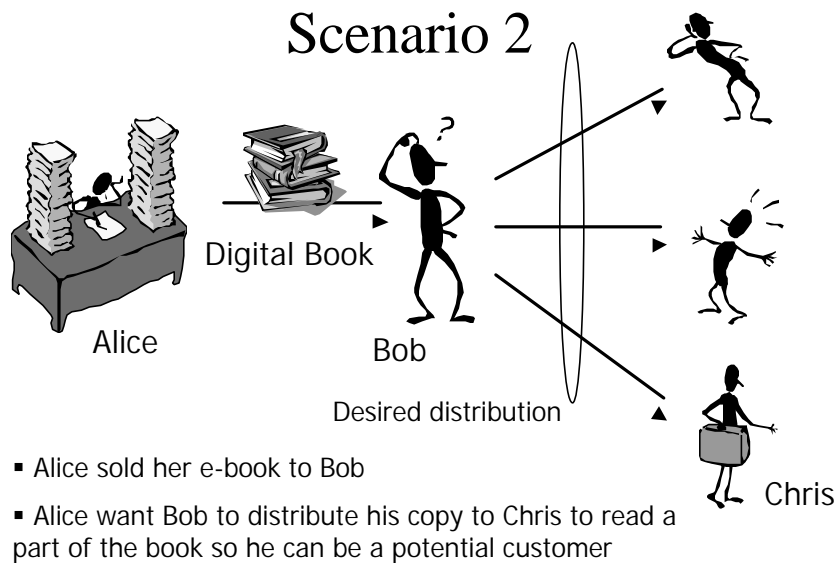 Scenario 2
?
Digital Book
Alice
Bob
Desired distribution
Chris
▪ Alice sold her e-book to Bob
▪ Alice want Bob to distribute his copy to Chris to read a
part of the book so he can be a potential customer